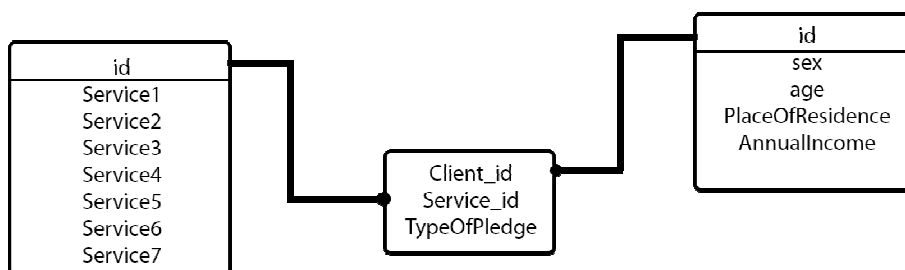 id
Service1
Service2
Service3
Service4
Service5
Service6
Service7
Client_id
Service_id
TypeOfPledge
id
sex
age
PlaceOfResidence
AnnualIncome